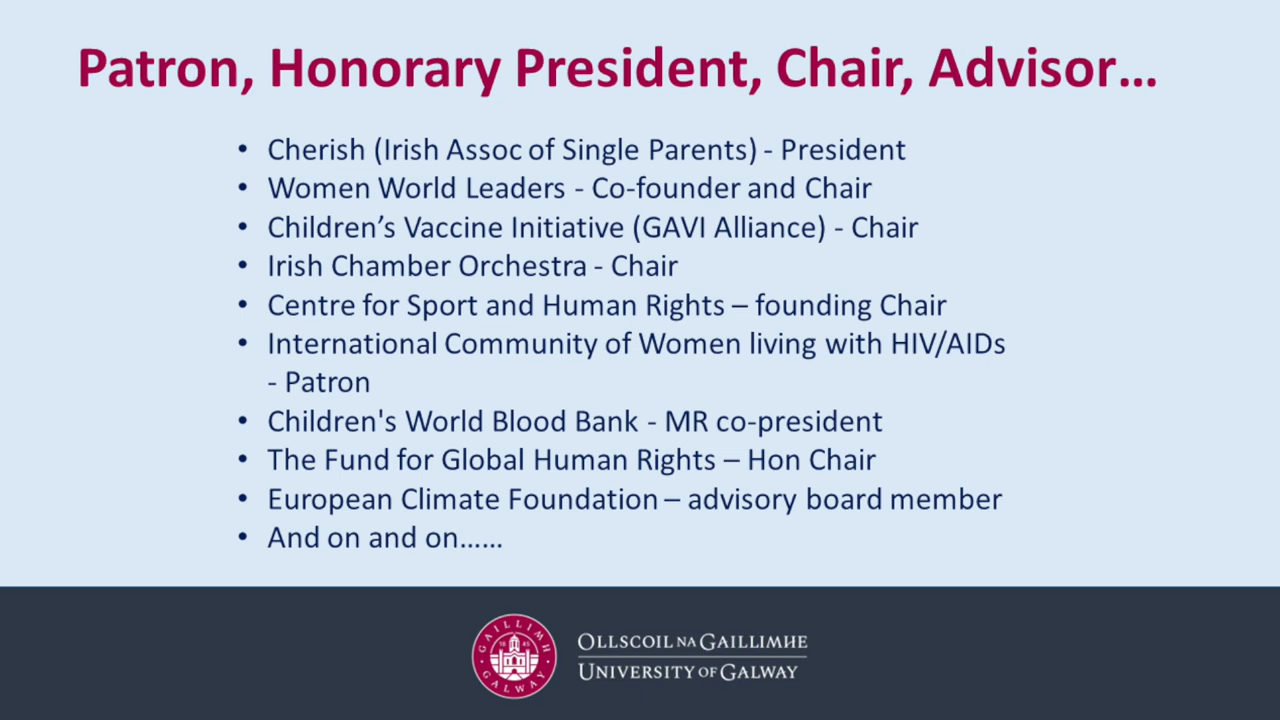 Patron, Honorary President, Chair, Advisor…
• Cherish (Irish Assoc of Single Parents) - President
• Women World Leaders - Co-founder and Chair
• Children’s Vaccine Initiative (GAVI Alliance) - Chair
• Irish Chamber Orchestra - Chair
• Centre for Sport and Human Rights – founding Chair
• International Community of Women living with HIV/AIDs
- Patron
• Children's World Blood Bank - MR co-president
• The Fund for Global Human Rights – Hon Chair
• European Climate Foundation – advisory board member
• And on and on……
GAILLIMH
1845
GALWAY
OLLSCOIL NA GAILLIMHE
UNIVERSITY OF GALWAY